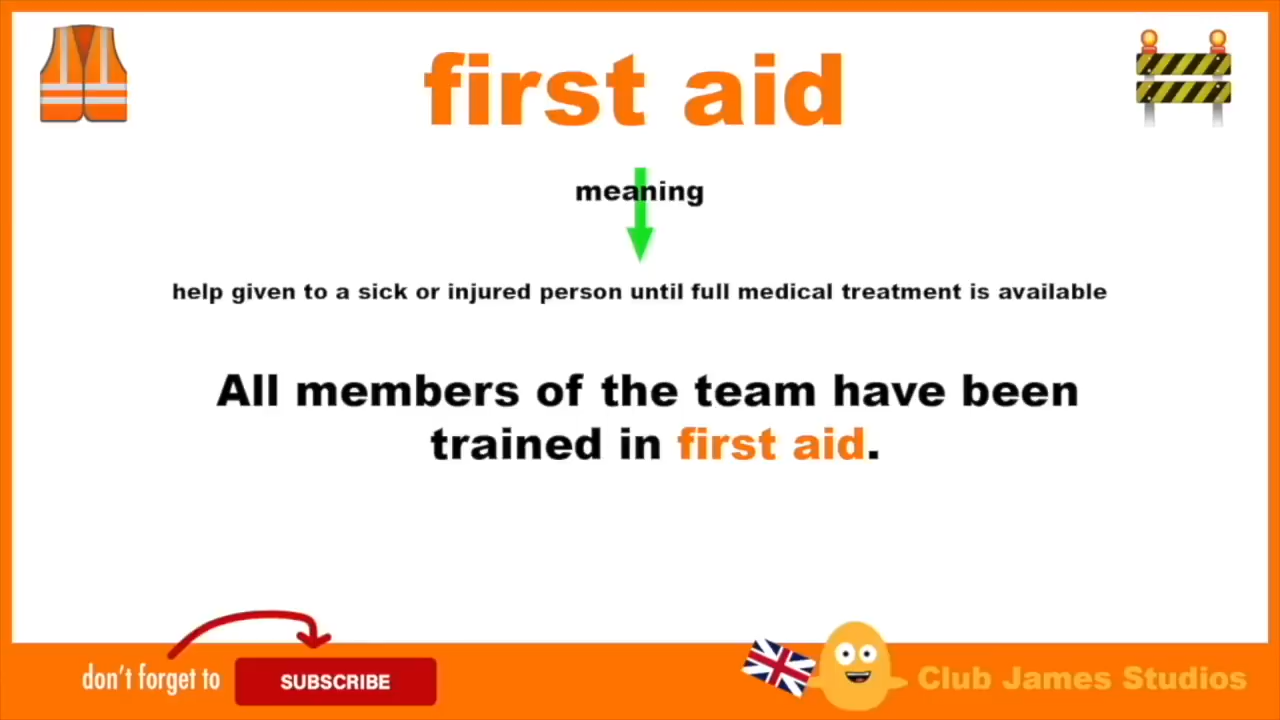 first aid
meaning
help given to a sick or injured person until full medical treatment is available
All members of the team have been
trained in first aid.
don't forget to
SUBSCRIBE
Club James Studios